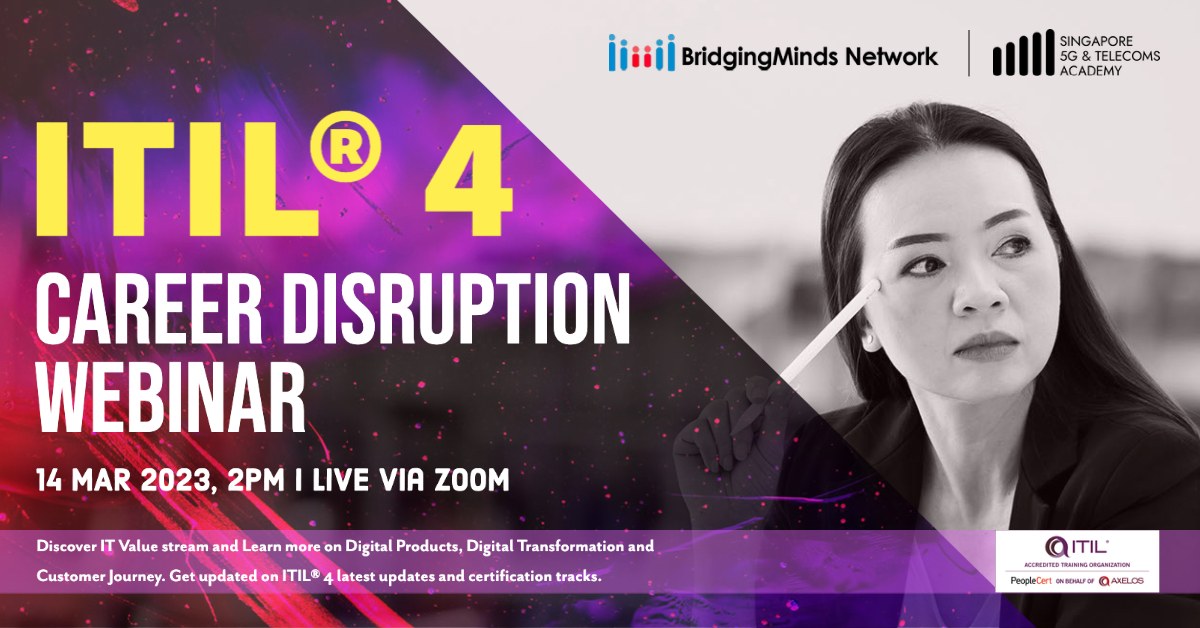 BridgingMinds Network
SINGAPORE
5G & TELECOMS
ACADEMY
ITIL® 4
CAREER DISRUPTION
WEBINAR
14 MAR 2023, 2PM | LIVE VIA ZOOM
Discover IT Value stream and Learn more on Digital Products, Digital Transformation and
Customer Journey. Get updated on ITIL® 4 latest updates and certification tracks.
ITIL®
ACCREDITED TRAINING ORGANIZATION
PeopleCert ON BEHALF OF AXELOS